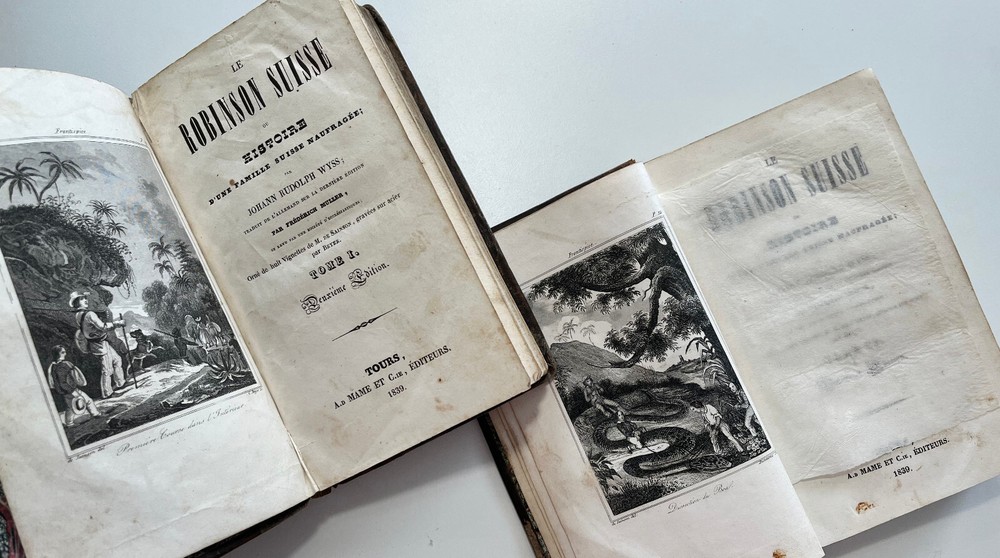 Frontispice
Première Course dans l'Intérieur
LE
ROBINSON SUISSE
OU
HISTOIRE
D'UNE FAMILLE SUISSE NAUFRAGÉE;
PAR
JOHANN RUDOLPH WYSS;
TRADUIT DE L'ALLEMAND SUR LA DERNIÈRE ÉDITION
PAR FRÉDÉRICH MULLER,
Orné de huit Vignettes de M. DE SAINSON, gravées sur acier
par BEYER.
TOME I.
Deuxième Édition.
TOURS,
A.D MAME ET C.IE, ÉDITEURS.
1839.
Frontispice
LE
ROBINSON SUISSE
HISTOIRE
SUISSE NAUFRAGÉE;
A.D MAME ET C.IE, ÉDITEURS.
1839.